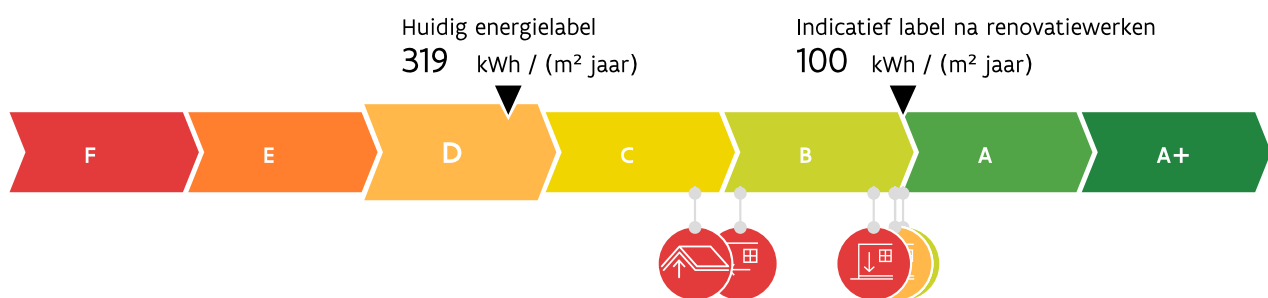 Huidig energielabel
319 kWh / (m² jaar)
Indicatief label na renovatiewerken
100 kWh / (m² jaar)
F E D C B A A+